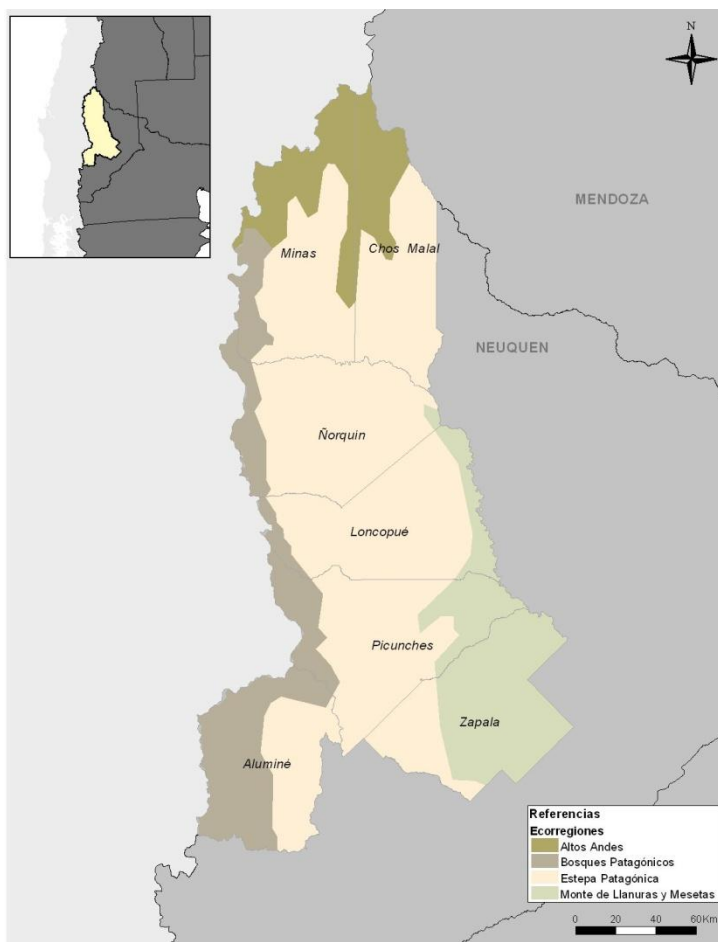 N
MENDOZA
Minas
Chos Malal
NEUQUEN
Ñorquin
Loncopué
Picunches
Zapala
Aluminé
Referencias
Ecorregiones
Altos Andes
Bosques Patagónicos
Estepa Patagónica
Monte de Llanuras y Mesetas
0 20 40 60Km